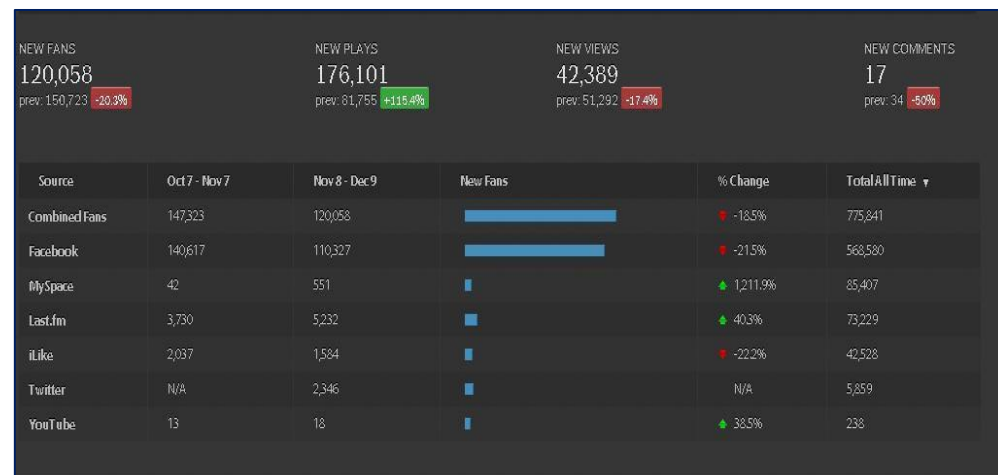 NEW FANS NEW PLAYS NEW VIEWS NEW COMMENTS
120,058 176,101 42,389 17
prev: 150,723 -20.3% prev: 81,755 +115.4% prev: 51,292 -17.4% prev: 34 -50%
Source Oct 7 - Nov 7 Nov 8 - Dec 9 New Fans % Change Total All Time ▼
Combined Fans 147,323 120,058 -18.5% 775,841
Facebook 140,617 110,327 -21.5% 568,580
MySpace 42 551 1,211.9% 85,407
Last.fm 3,730 5,232 40.3% 73,229
iLike 2,037 1,584 -22.2% 42,528
Twitter N/A 2,346 N/A 5,859
YouTube 13 18 38.5% 238